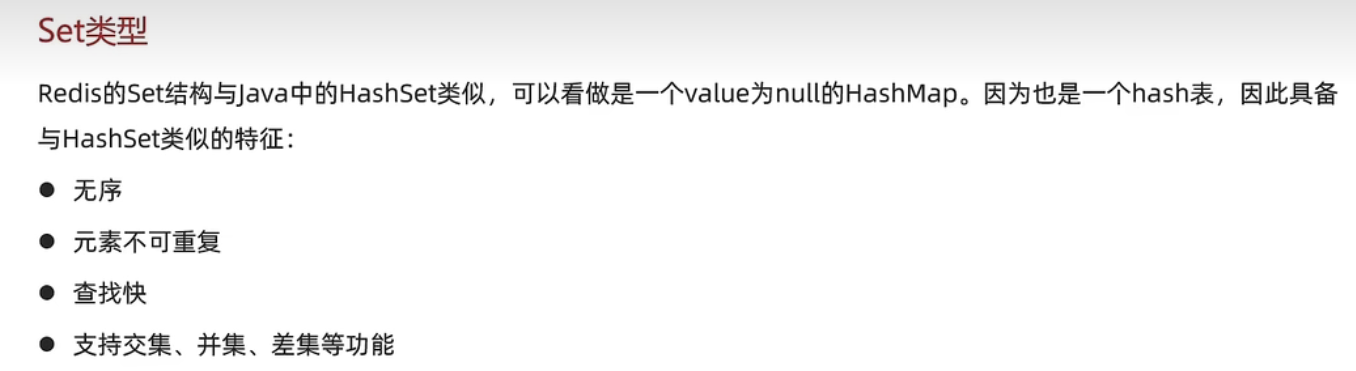 Set类型
Redis的Set结构与Java中的HashSet类似，可以看做是一个value为null的HashMap。因为也是一个hash表，因此具备
与HashSet类似的特征：
● 无序
● 元素不可重复
● 查找快
● 支持交集、并集、差集等功能